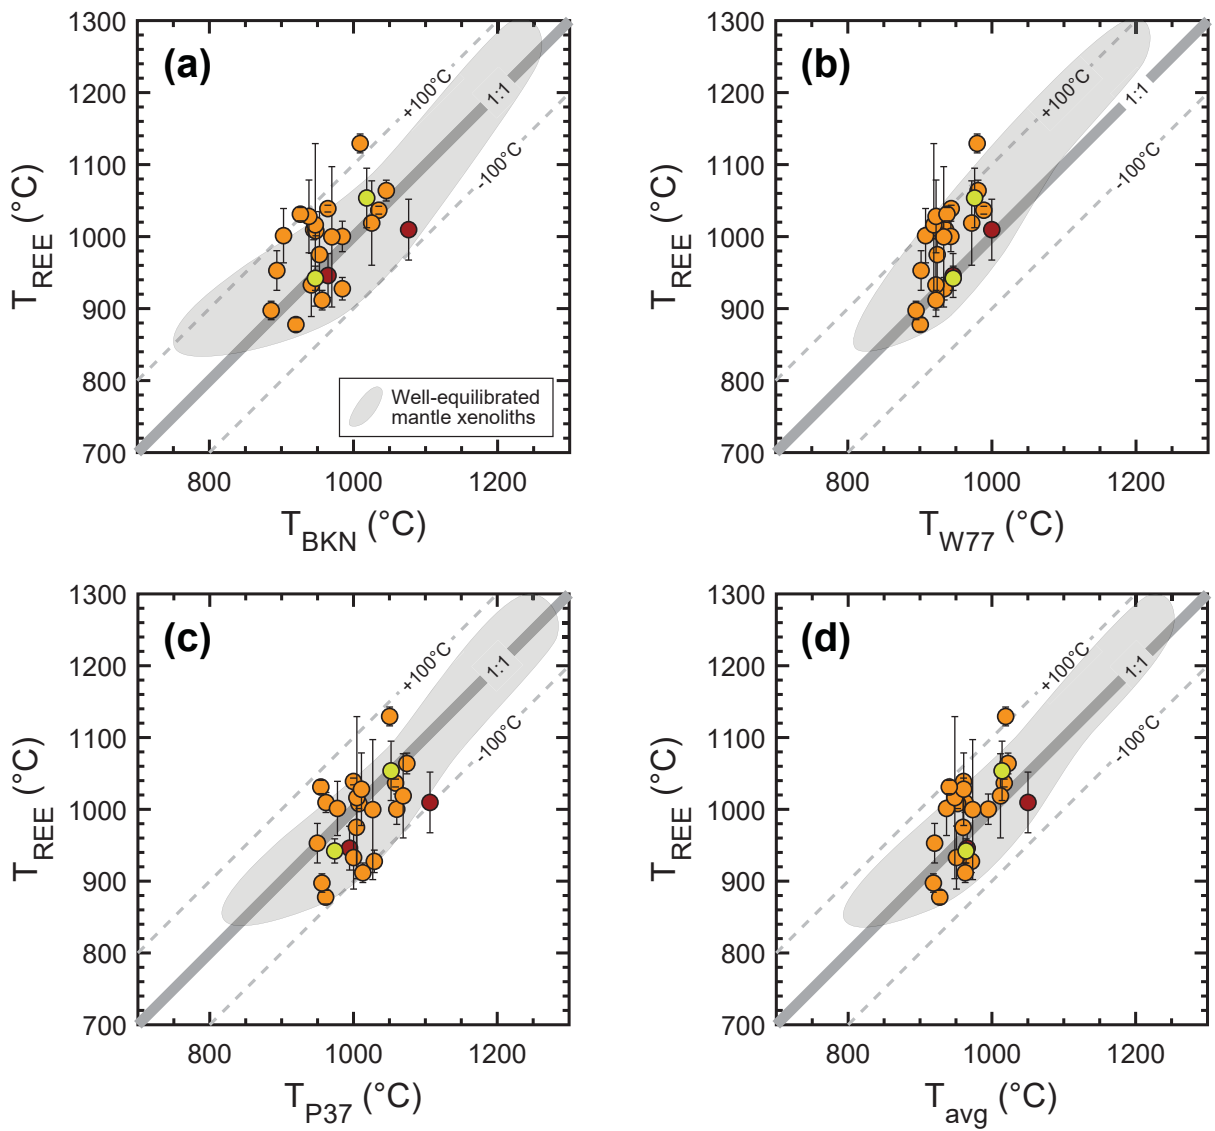 (a)
1300
1200
1100
1000
900
800
700
T_REE (°C)
+100°C
1:1
-100°C
Well-equilibrated
mantle xenoliths
800
1000
1200
T_BKN (°C)
(b)
1300
1200
1100
1000
900
800
700
T_REE (°C)
+100°C
1:1
-100°C
800
1000
1200
T_W77 (°C)
(c)
1300
1200
1100
1000
900
800
700
T_REE (°C)
+100°C
1:1
-100°C
800
1000
1200
T_P37 (°C)
(d)
1300
1200
1100
1000
900
800
700
T_REE (°C)
+100°C
1:1
-100°C
800
1000
1200
T_avg (°C)